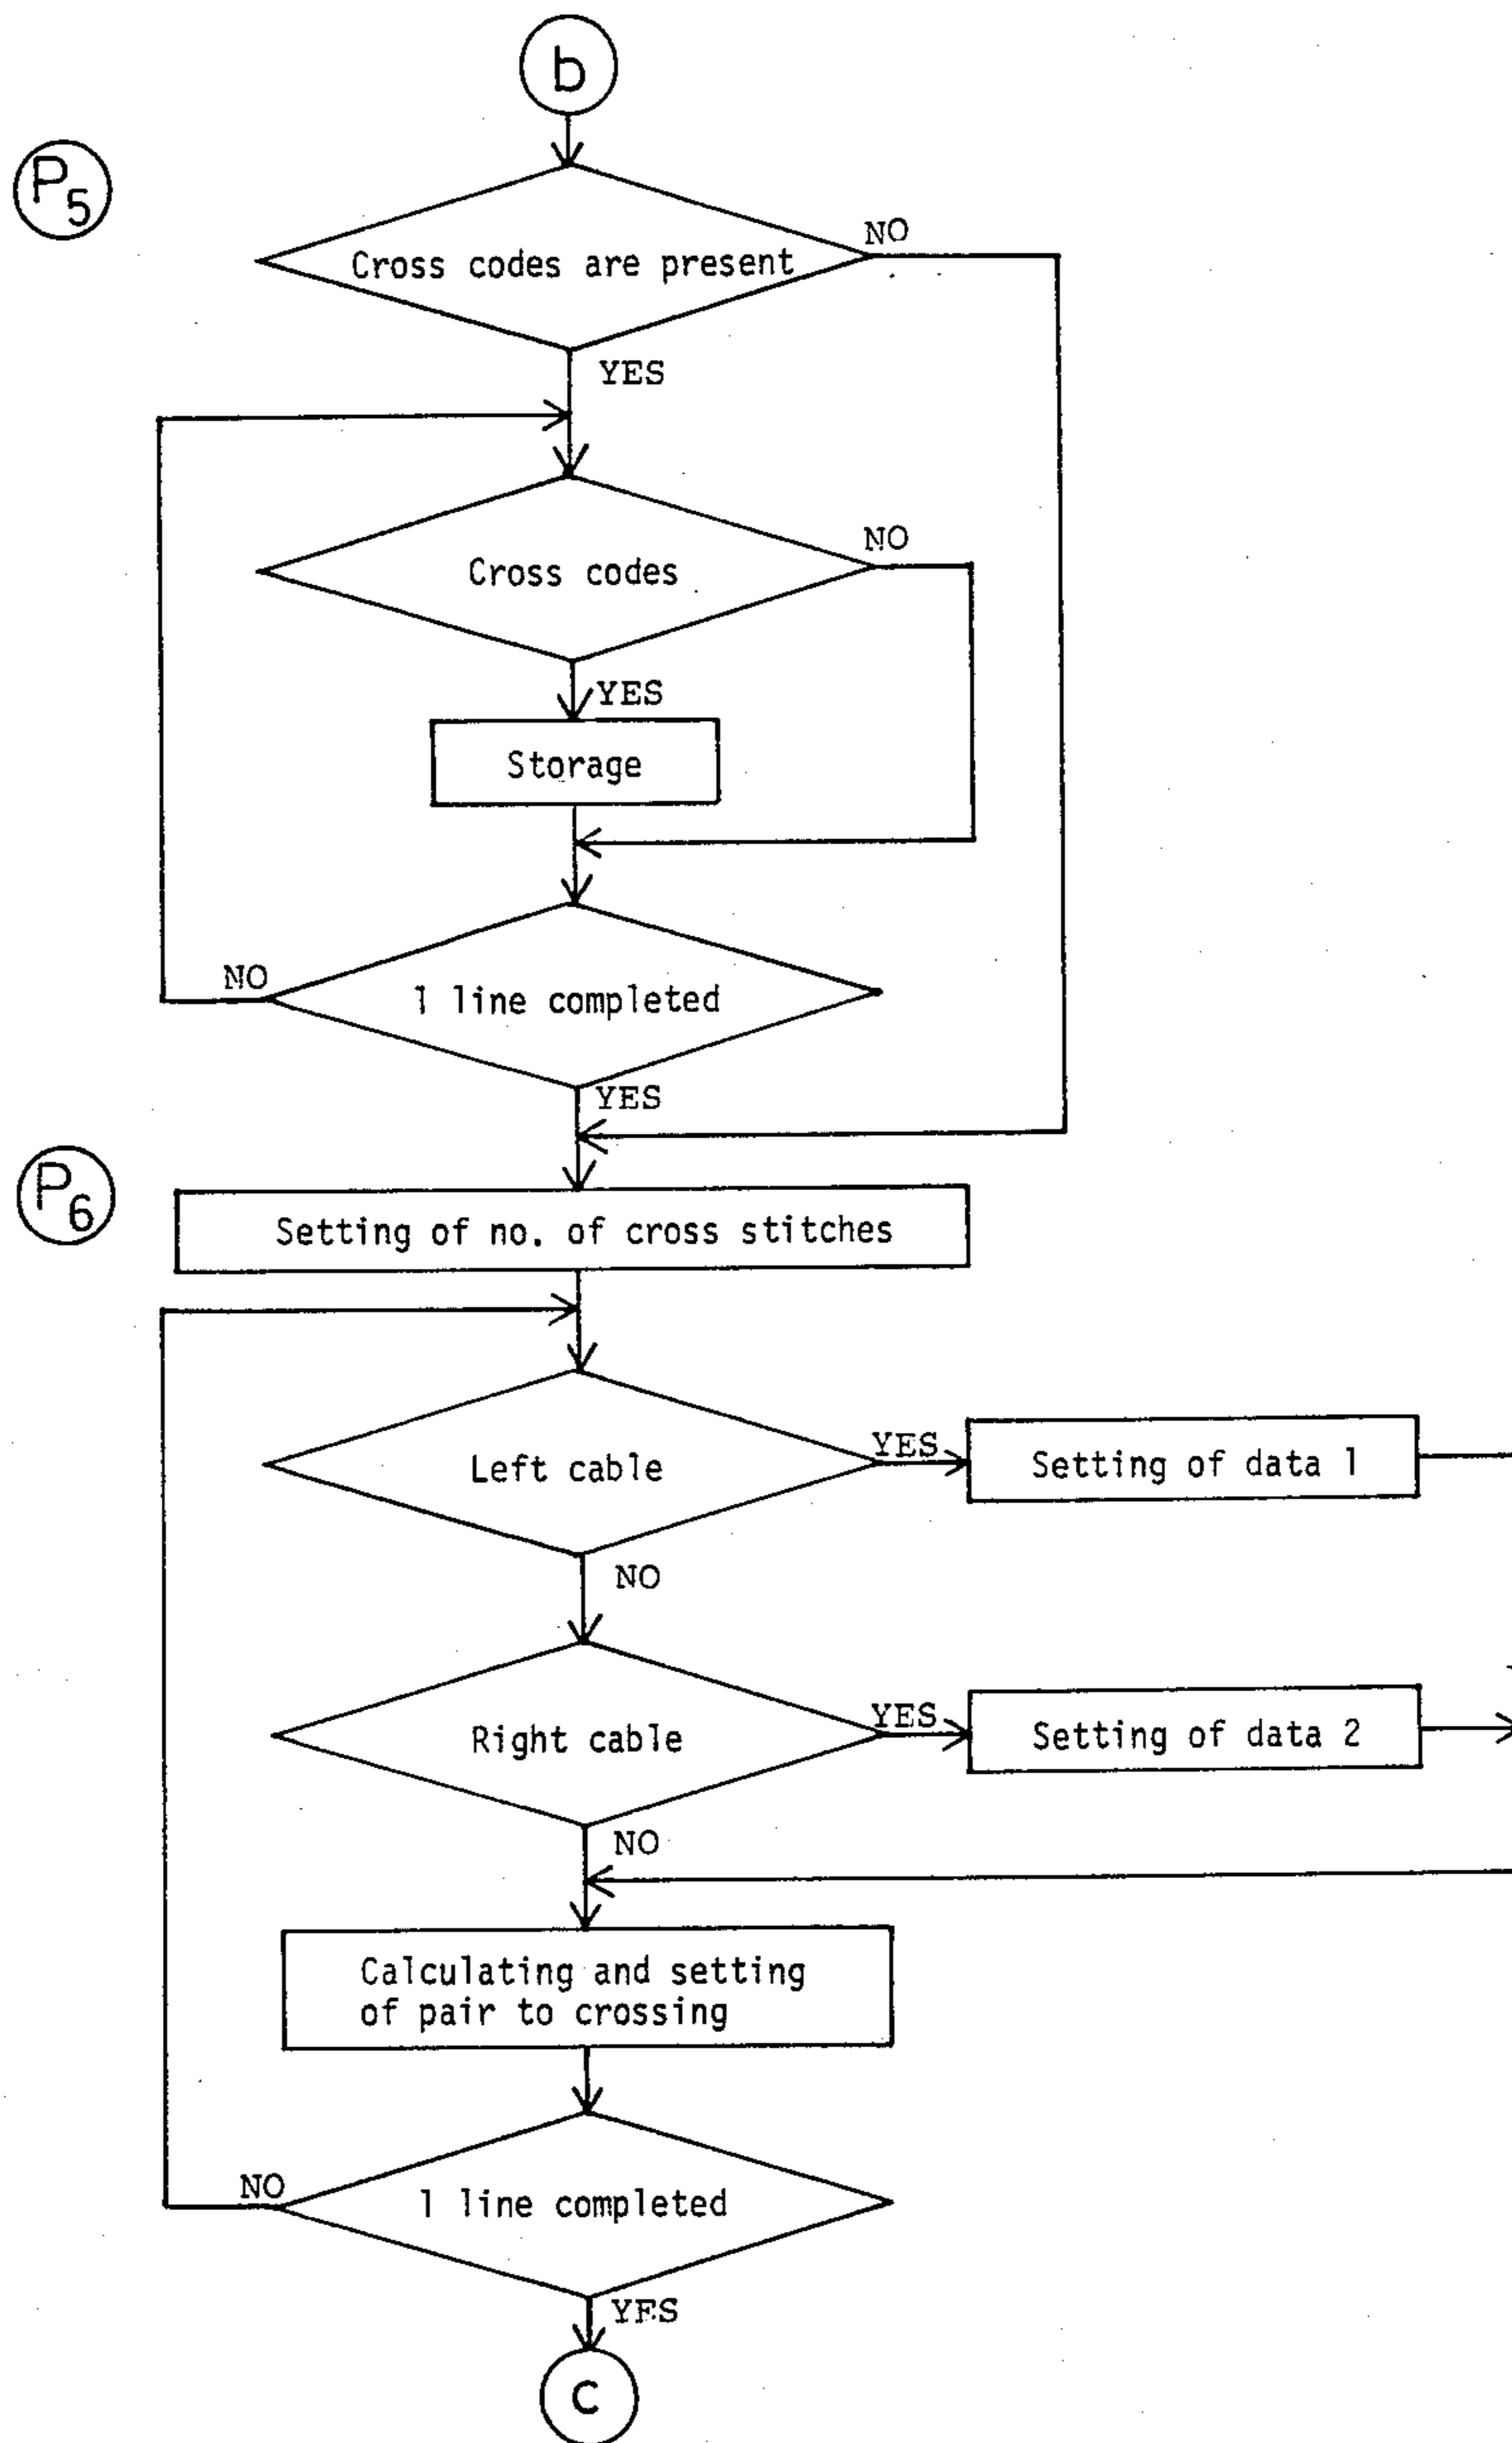 b
P5
Cross codes are present
NO
YES
Cross codes
NO
YES
Storage
NO
1 line completed
YES
P6
Setting of no. of cross stitches
Left cable
YES
Setting of data 1
NO
Right cable
YES
Setting of data 2
NO
Calculating and setting
of pair to crossing
NO
1 line completed
YES
c